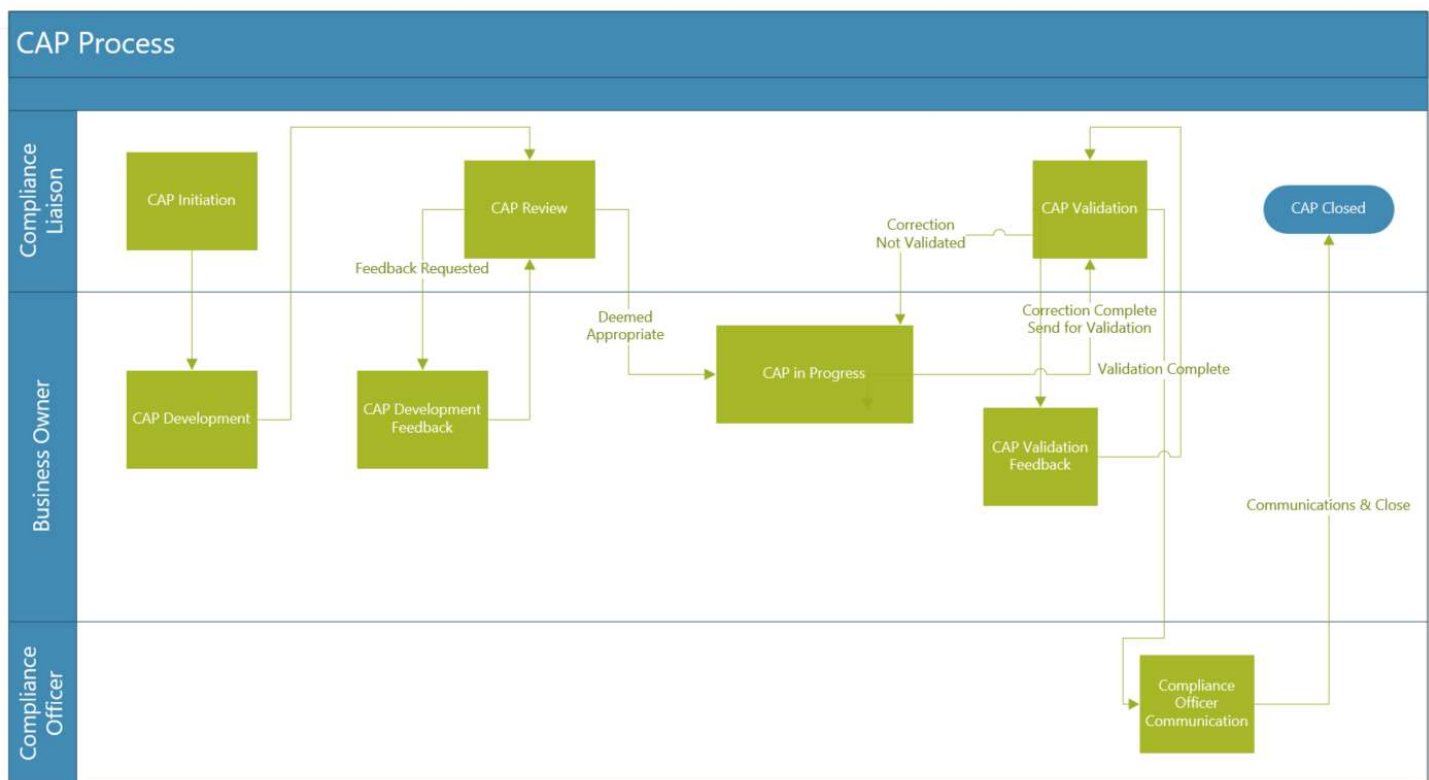 CAP Process
Compliance
Liaison
CAP Initiation
CAP Review
CAP Validation
CAP Closed
Correction
Not Validated
Feedback Requested
Business Owner
Deemed
Appropriate
Correction Complete
Send for Validation
CAP in Progress
Validation Complete
CAP Development
CAP Development
Feedback
CAP Validation
Feedback
Communications & Close
Compliance
Officer
Compliance
Officer
Communication